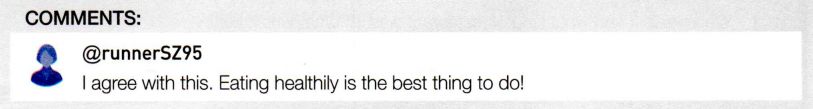 COMMENTS:
@runnerSZ95
I agree with this. Eating healthily is the best thing to do!